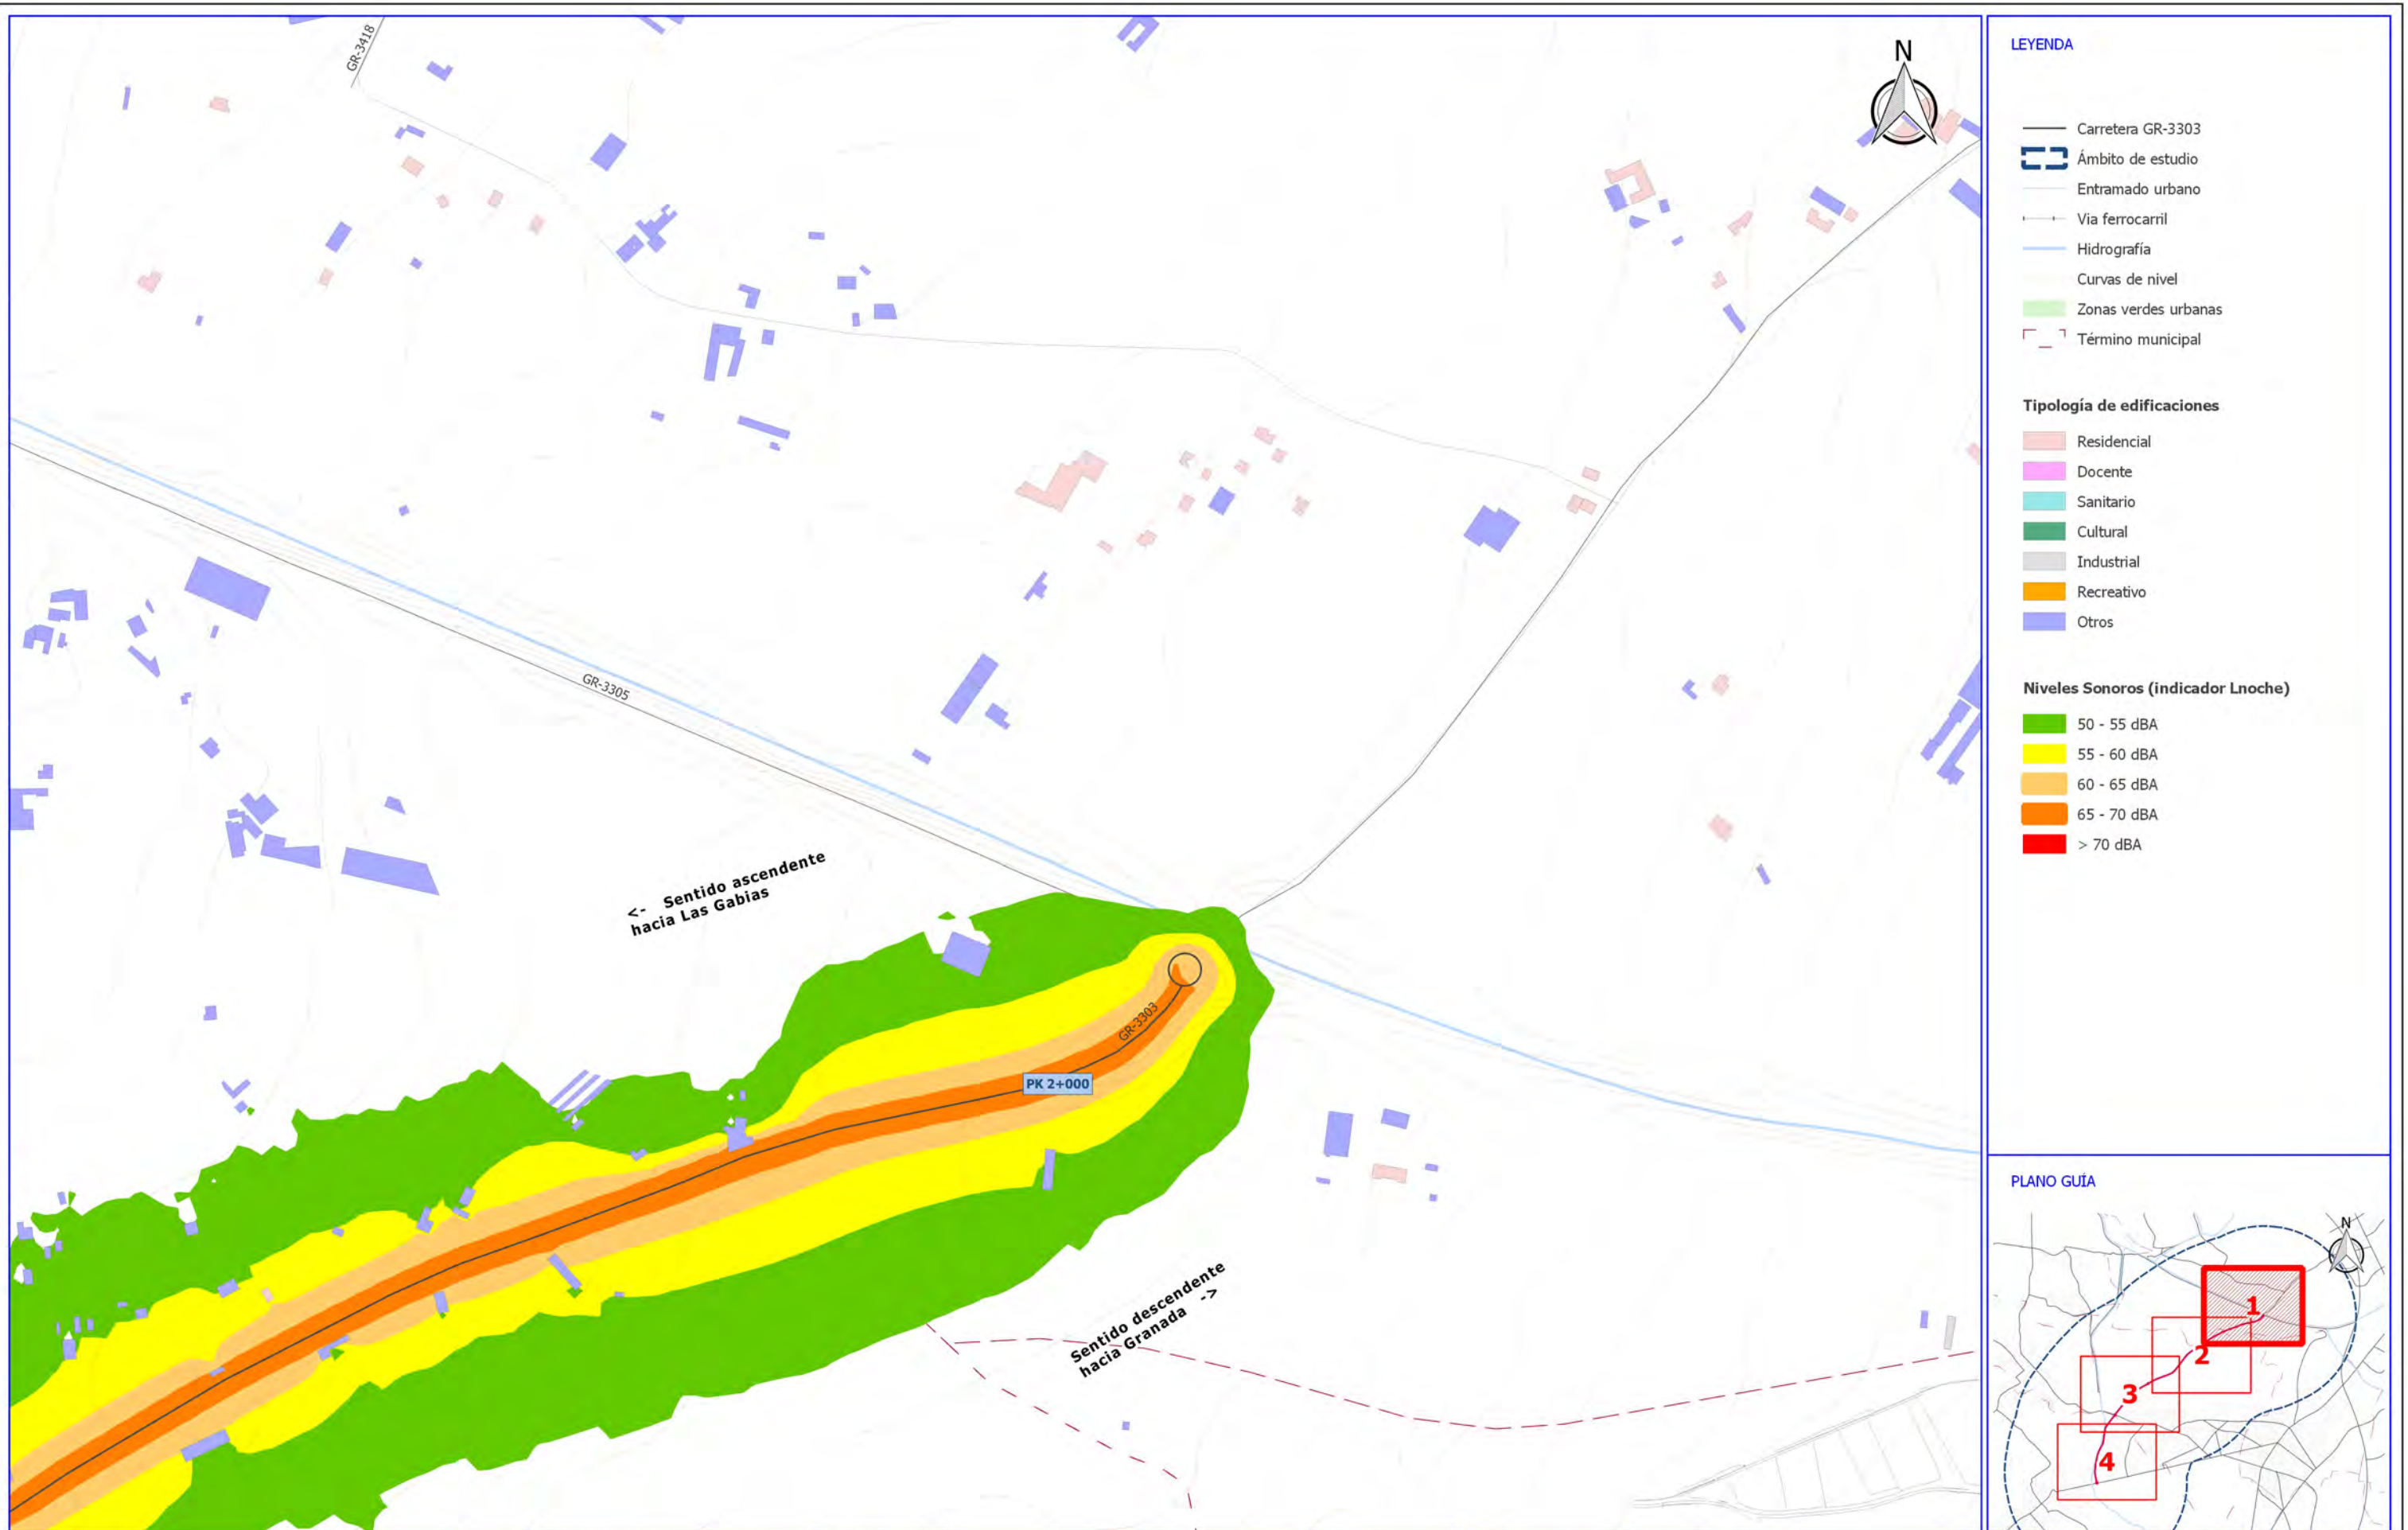 GR-3418
N
GR-3305
<- Sentido ascendente
hacia Las Gabias
GR-3303
PK 2+000
Sentido descendente
hacia Granada ->
LEYENDA
Carretera GR-3303
Ámbito de estudio
Entramado urbano
Via ferrocarril
Hidrografía
Curvas de nivel
Zonas verdes urbanas
Término municipal
Tipología de edificaciones
Residencial
Docente
Sanitario
Cultural
Industrial
Recreativo
Otros
Niveles Sonoros (indicador Lnoche)
50 - 55 dBA
55 - 60 dBA
60 - 65 dBA
65 - 70 dBA
> 70 dBA
PLANO GUÍA
N
1
2
3
4